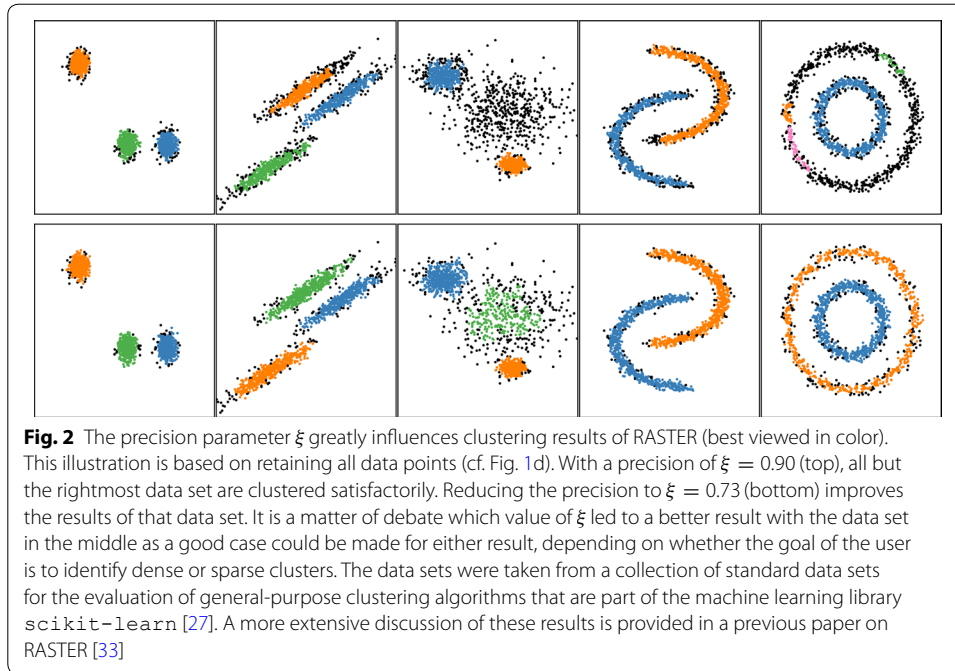 Fig. 2 The precision parameter ξ greatly influences clustering results of RASTER (best viewed in color).
This illustration is based on retaining all data points (cf. Fig. 1d). With a precision of ξ = 0.90 (top), all but
the rightmost data set are clustered satisfactorily. Reducing the precision to ξ = 0.73 (bottom) improves
the results of that data set. It is a matter of debate which value of ξ led to a better result with the data set
in the middle as a good case could be made for either result, depending on whether the goal of the user
is to identify dense or sparse clusters. The data sets were taken from a collection of standard data sets
for the evaluation of general-purpose clustering algorithms that are part of the machine learning library
scikit-learn [27]. A more extensive discussion of these results is provided in a previous paper on
RASTER [33]